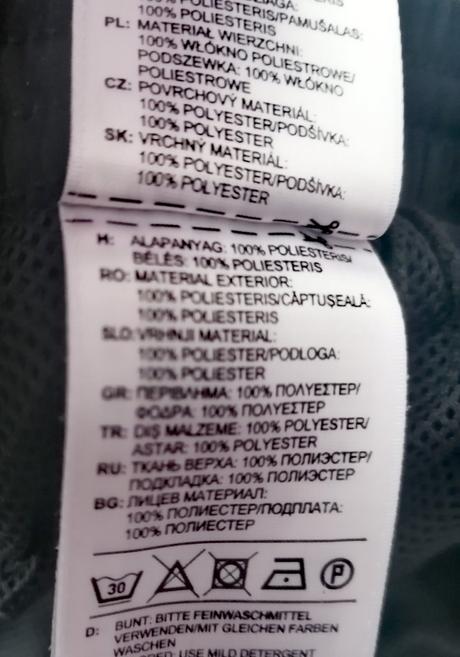 100% POLIESTERIS/PAMUŠALAS:
100% POLIESTERIS
PL: MATERIAŁ WIERZCHNI:
100% WŁÓKNO POLIESTROWE/
PODSZEWKA: 100% WŁÓKNO
POLIESTROWE
CZ: POVRCHOVÝ MATERIÁL:
100% POLYESTER/PODŠÍVKA:
100% POLYESTER
SK: VRCHNÝ MATERIÁL:
100% POLYESTER/PODŠÍVKA:
100% POLYESTER
H: ALAPANYAG: 100% POLIESTERIS/
BÉLÉS: 100% POLIESTERIS
RO: MATERIAL EXTERIOR:
100% POLIESTERIS/CĂPTUŞEALĂ:
100% POLIESTERIS
SLO: VRHNJI MATERIAL:
100% POLIESTER/PODLOGA:
100% POLIESTER
GR: ΠΕΡΙΒΛΗΜΑ: 100% ΠΟΛΥΕΣΤΕΡ/
ΦΟΔΡΑ: 100% ΠΟΛΥΕΣΤΕΡ
TR: DIŞ MALZEME: 100% POLYESTER/
ASTAR: 100% POLYESTER
RU: ТКАНЬ ВЕРХА: 100% ПОЛИЭСТЕР/
ПОДКЛАДКА: 100% ПОЛИЭСТЕР
BG: ЛИЦЕВ МАТЕРИАЛ:
100% ПОЛИЕСТЕР/ПОДПЛАТА:
100% ПОЛИЕСТЕР
30 P
D: BUNT: BITTE FEINWASCHMITTEL
VERWENDEN/MIT GLEICHEN FARBEN
WASCHEN
USE MILD DETERGENT